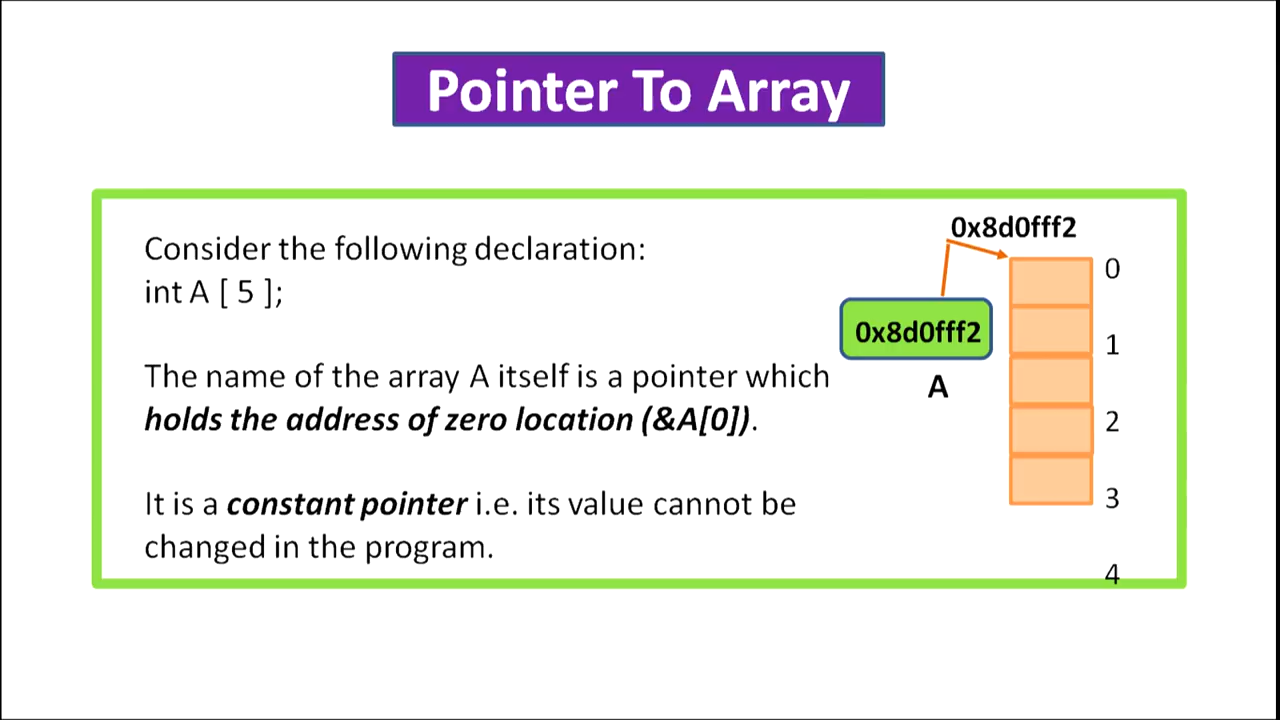 Pointer To Array
Consider the following declaration:
int A [ 5 ];
The name of the array A itself is a pointer which
holds the address of zero location (&A[0]).
It is a constant pointer i.e. its value cannot be
changed in the program.
0x8d0fff2
0x8d0fff2
A
0
1
2
3
4